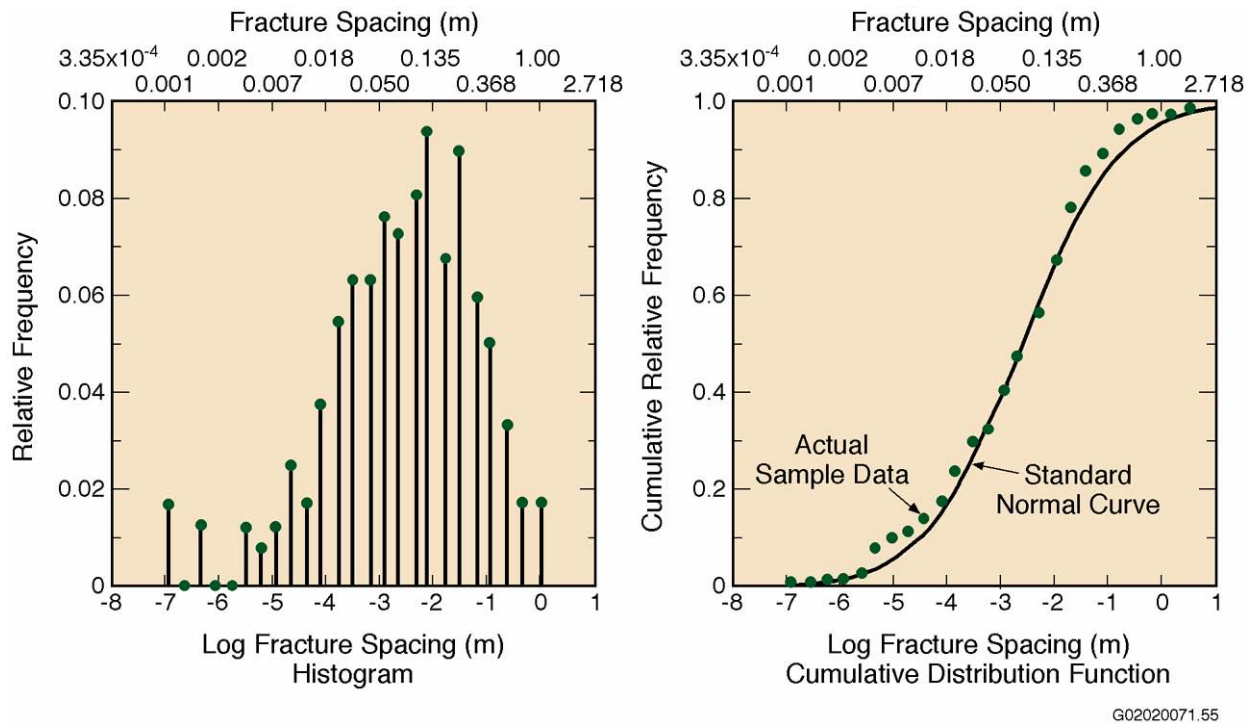 Fracture Spacing (m)
3.35x10⁻⁴ 0.002 0.018 0.135 1.00
0.001 0.007 0.050 0.368 2.718
0.10
0.08
0.06
0.04
0.02
0
Relative Frequency
-8 -7 -6 -5 -4 -3 -2 -1 0 1
Log Fracture Spacing (m)
Histogram
Fracture Spacing (m)
3.35x10⁻⁴ 0.002 0.018 0.135 1.00
0.001 0.007 0.050 0.368 2.718
1.0
0.8
0.6
0.4
0.2
0
Cumulative Relative Frequency
Actual
Sample Data
Standard
Normal Curve
-8 -7 -6 -5 -4 -3 -2 -1 0 1
Log Fracture Spacing (m)
Cumulative Distribution Function
G02020071.55